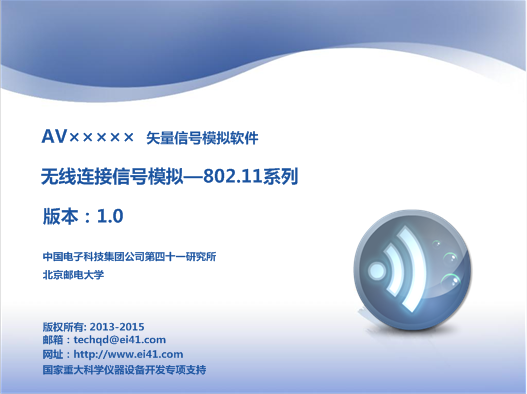 AV××××× 矢量信号模拟软件
无线连接信号模拟—802.11系列
版本：1.0
中国电子科技集团公司第四十一研究所
北京邮电大学
版权所有: 2013-2015
邮箱：techqd@ei41.com
网址：http://www.ei41.com
国家重大科学仪器设备开发专项支持